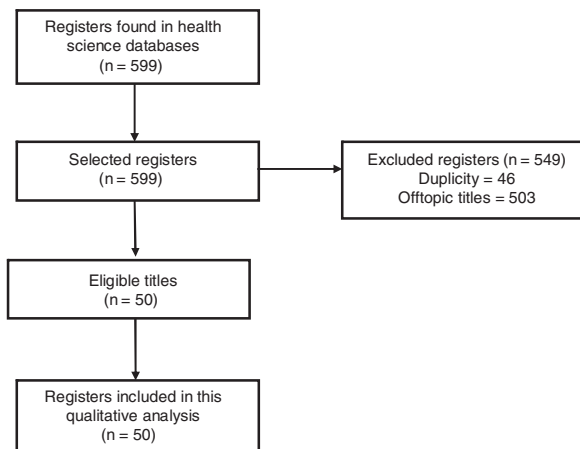 Registers found in health
science databases
(n = 599)
Selected registers
(n = 599)
Excluded registers (n = 549)
Duplicity = 46
Offtopic titles = 503
Eligible titles
(n = 50)
Registers included in this
qualitative analysis
(n = 50)